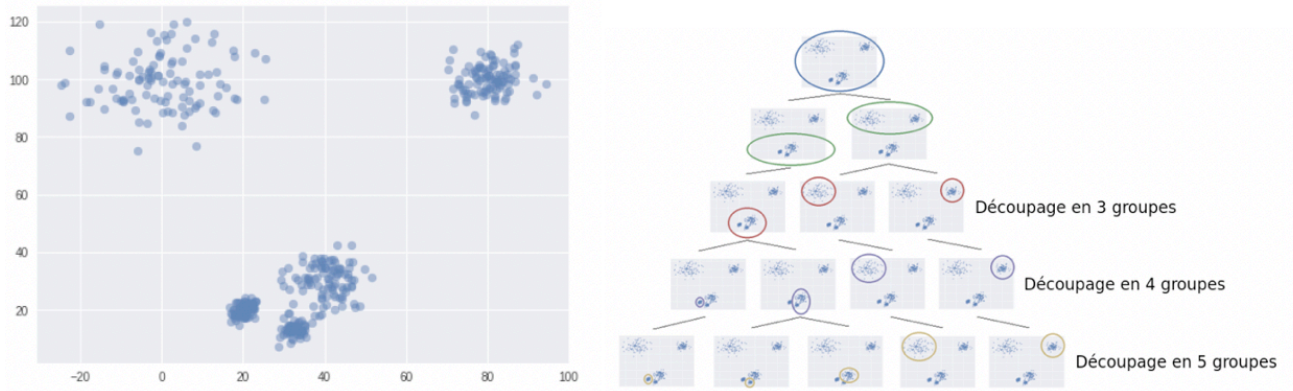 120
100
80
60
40
20
−20 0 20 40 60 80 100
Découpage en 3 groupes
Découpage en 4 groupes
Découpage en 5 groupes